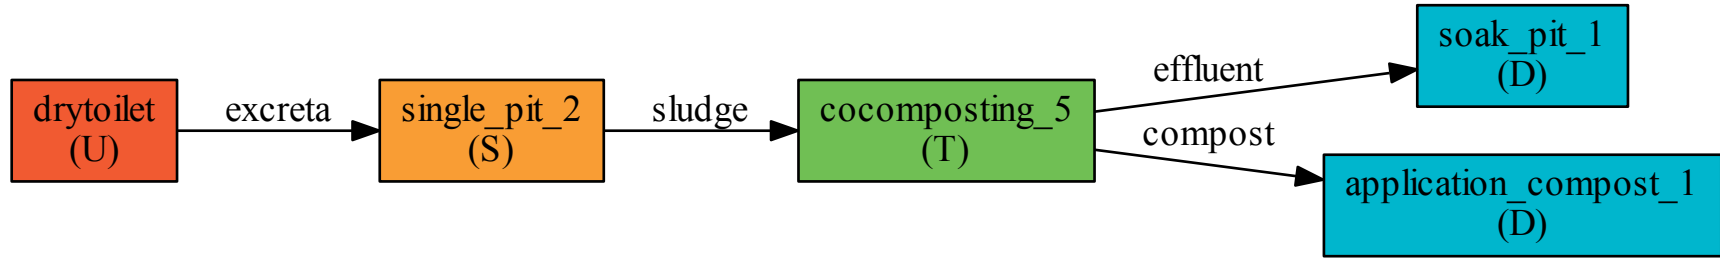 drytoilet
(U)
excreta
single_pit_2
(S)
sludge
cocomposting_5
(T)
effluent
compost
soak_pit_1
(D)
application_compost_1
(D)